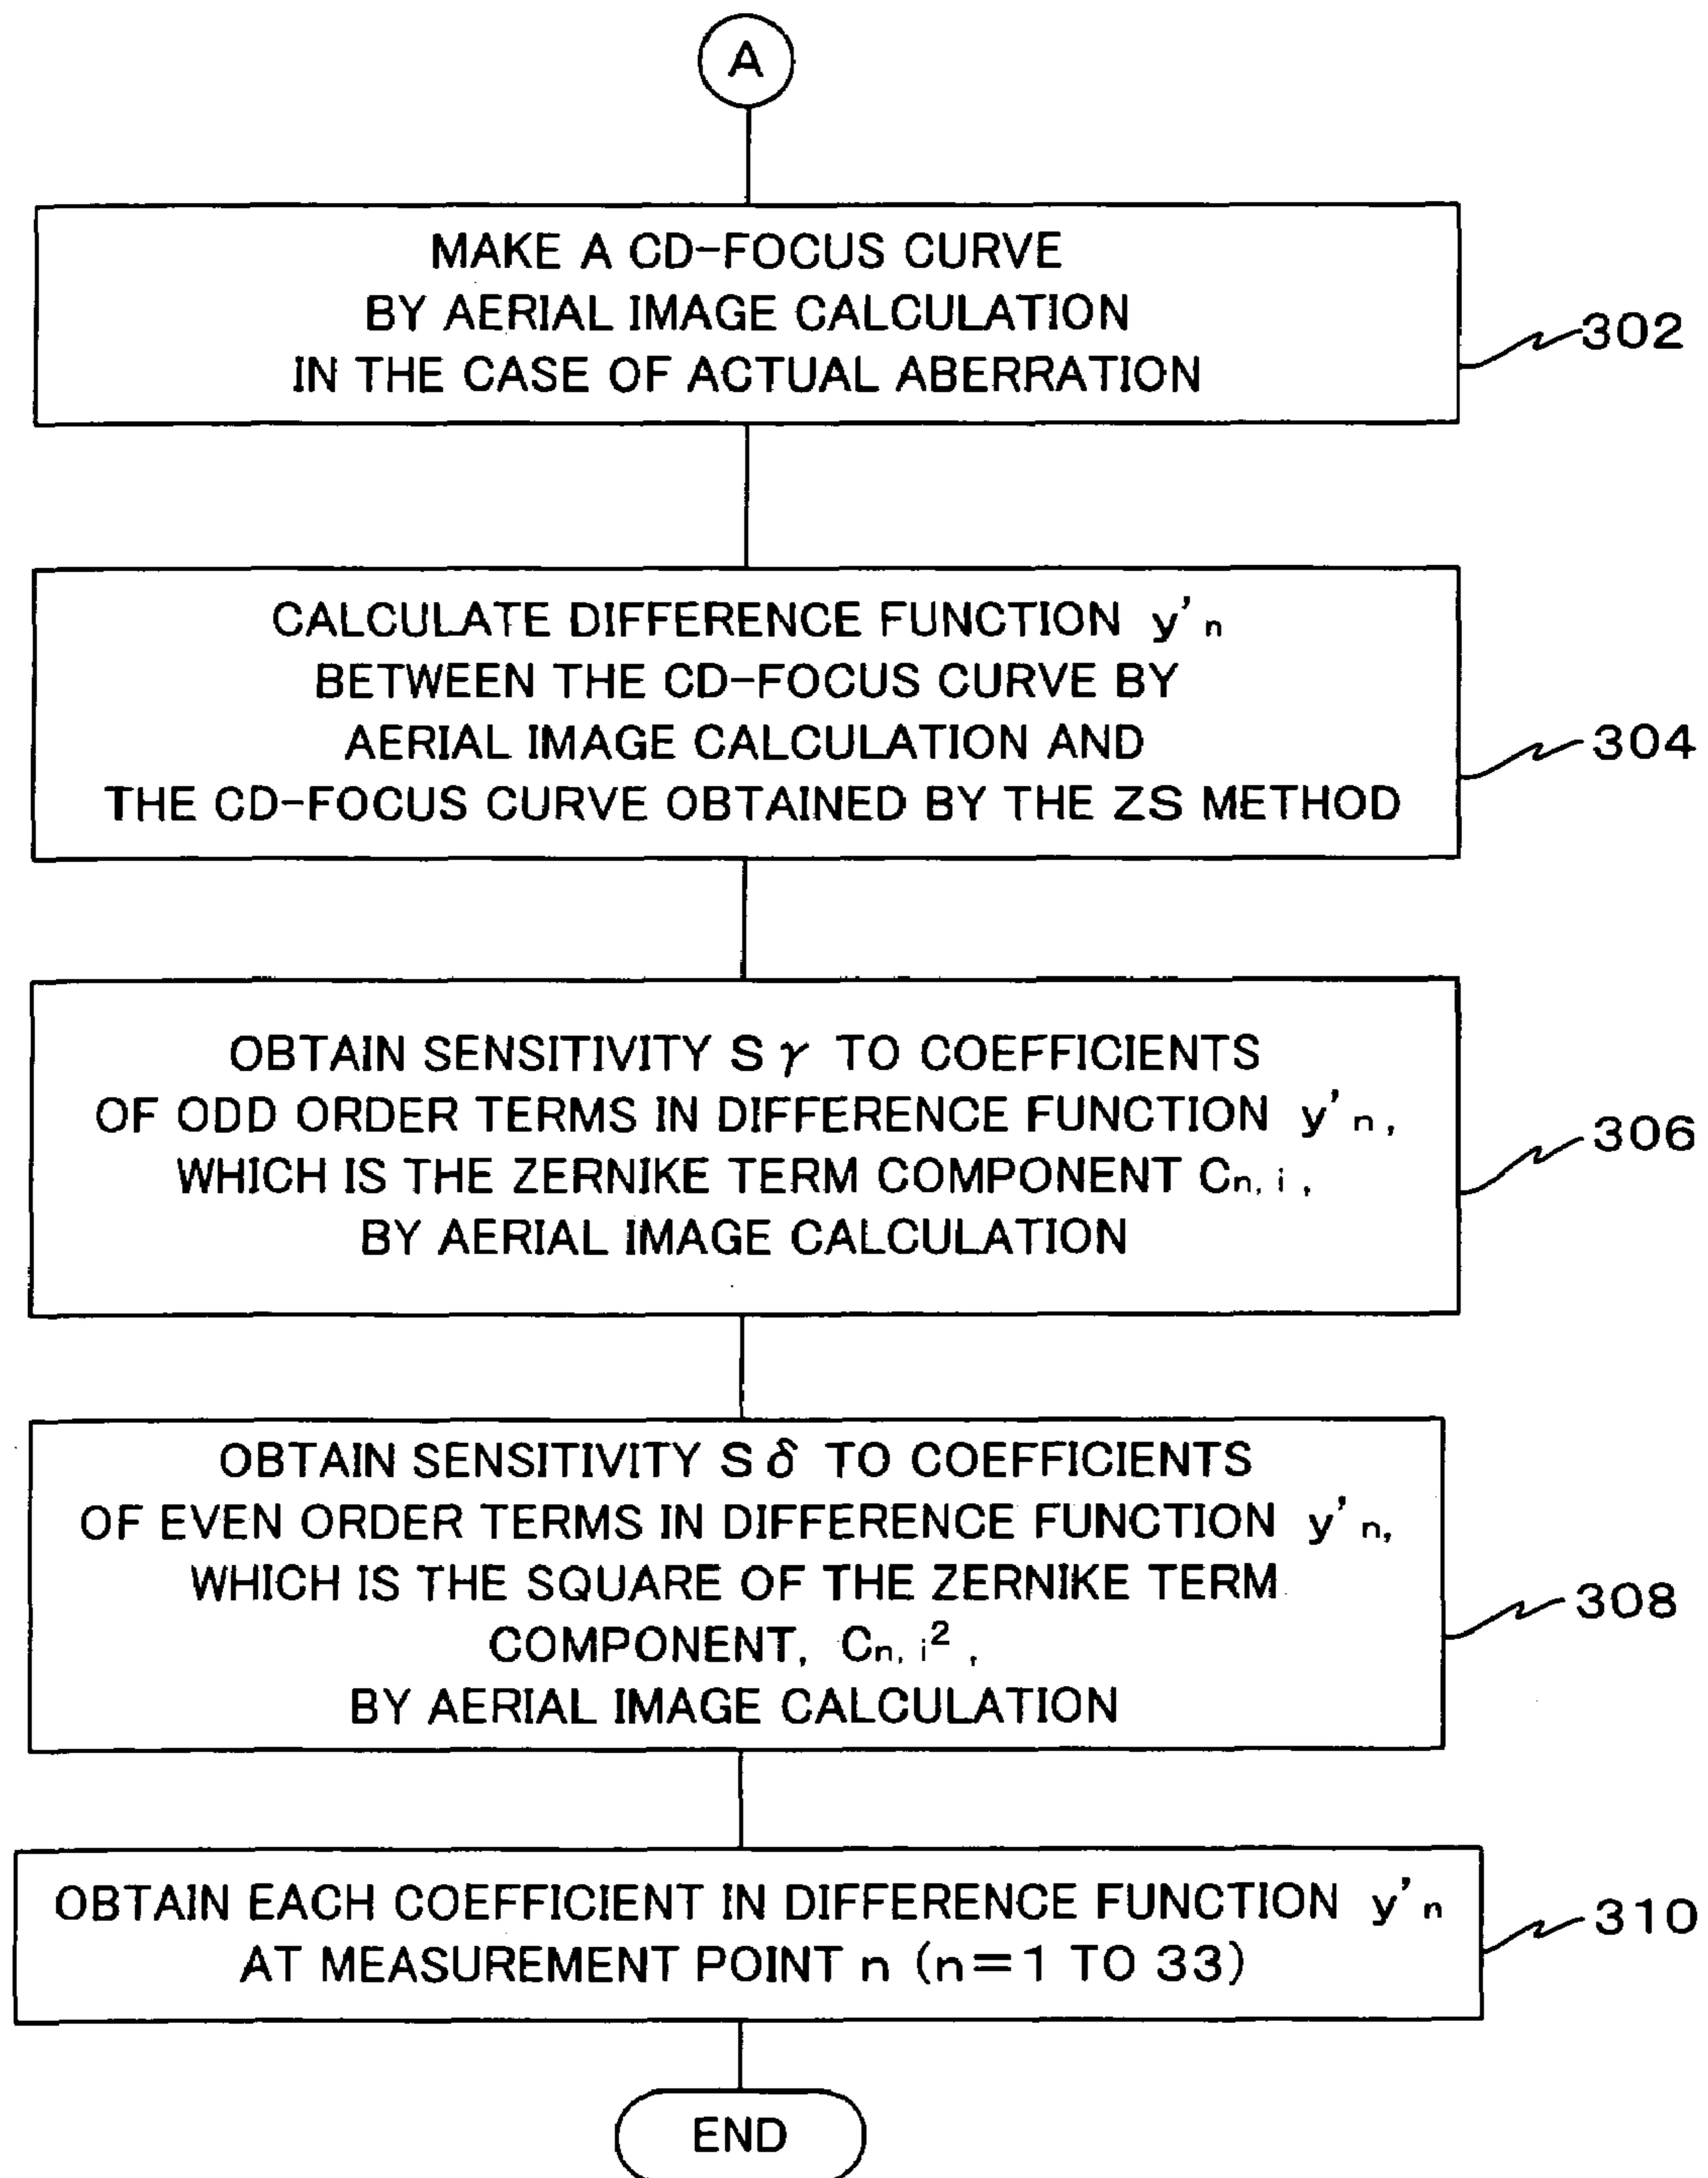 A
MAKE A CD-FOCUS CURVE
BY AERIAL IMAGE CALCULATION
IN THE CASE OF ACTUAL ABERRATION
302
CALCULATE DIFFERENCE FUNCTION y'n
BETWEEN THE CD-FOCUS CURVE BY
AERIAL IMAGE CALCULATION AND
THE CD-FOCUS CURVE OBTAINED BY THE ZS METHOD
304
OBTAIN SENSITIVITY Sγ TO COEFFICIENTS
OF ODD ORDER TERMS IN DIFFERENCE FUNCTION y'n,
WHICH IS THE ZERNIKE TERM COMPONENT Cn, i,
BY AERIAL IMAGE CALCULATION
306
OBTAIN SENSITIVITY Sδ TO COEFFICIENTS
OF EVEN ORDER TERMS IN DIFFERENCE FUNCTION y'n,
WHICH IS THE SQUARE OF THE ZERNIKE TERM
COMPONENT, Cn, i²,
BY AERIAL IMAGE CALCULATION
308
OBTAIN EACH COEFFICIENT IN DIFFERENCE FUNCTION y'n
AT MEASUREMENT POINT n (n=1 TO 33)
310
END